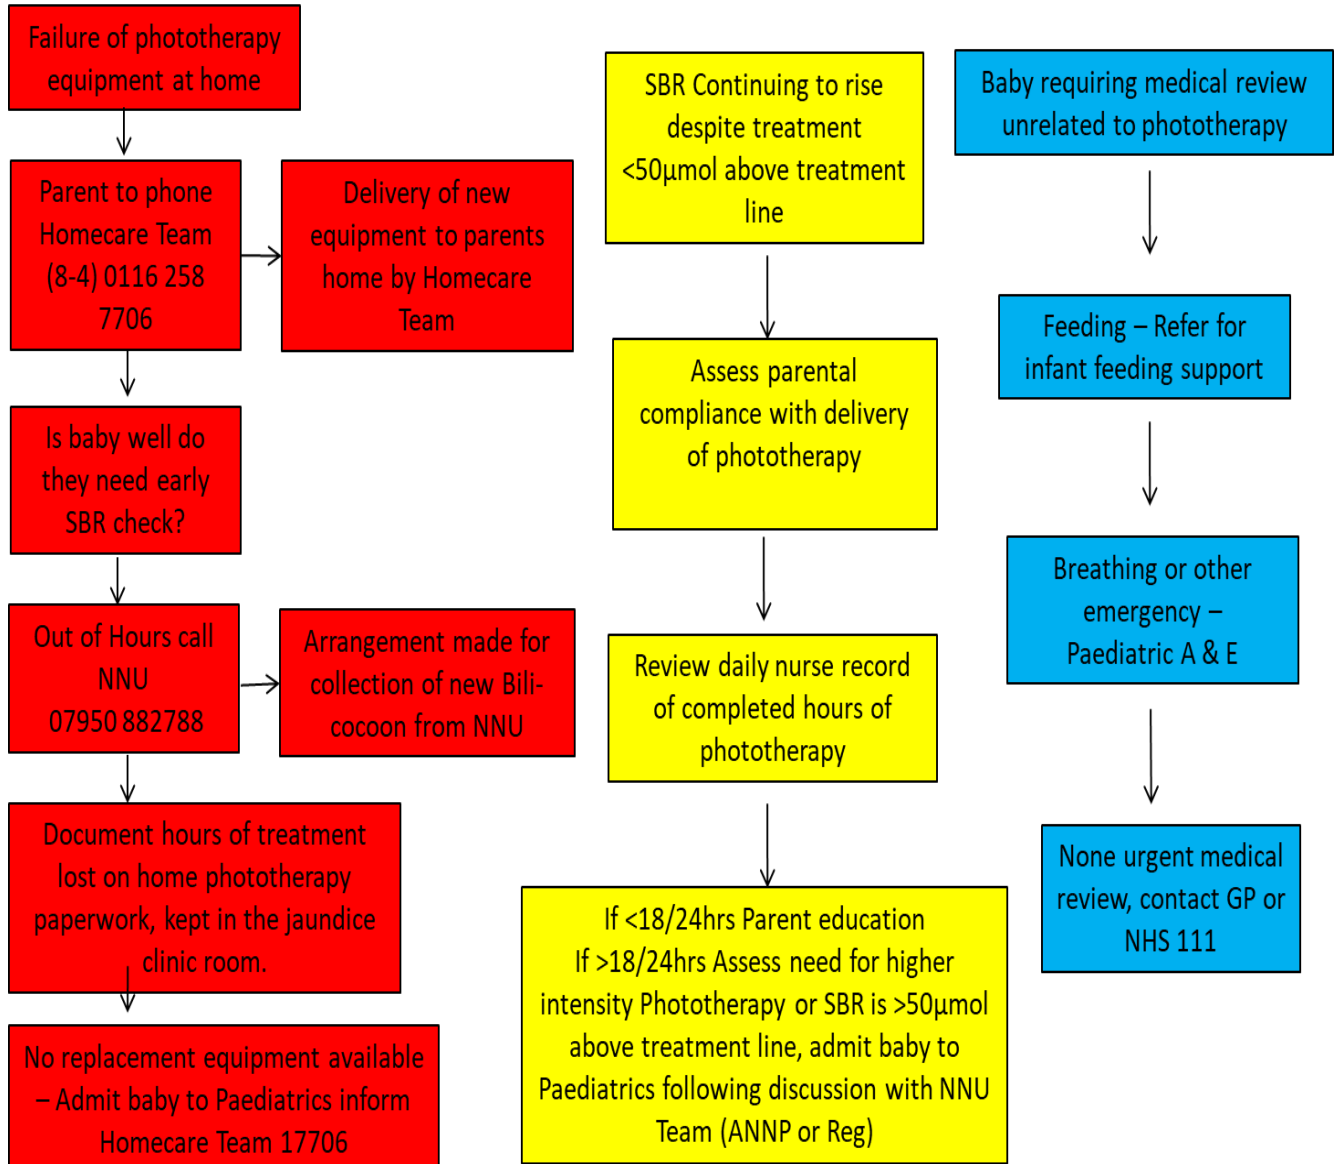 Failure of phototherapy
equipment at home
Parent to phone
Homecare Team
(8-4) 0116 258
7706
Delivery of new
equipment to parents
home by Homecare
Team
Is baby well do
they need early
SBR check?
Out of Hours call
NNU
07950 882788
Arrangement made for
collection of new Bili-
cocoon from NNU
Document hours of treatment
lost on home phototherapy
paperwork, kept in the jaundice
clinic room.
No replacement equipment available
– Admit baby to Paediatrics inform
Homecare Team 17706
SBR Continuing to rise
despite treatment
<50µmol above treatment
line
Assess parental
compliance with delivery
of phototherapy
Review daily nurse record
of completed hours of
phototherapy
If <18/24hrs Parent education
If >18/24hrs Assess need for higher
intensity Phototherapy or SBR is >50µmol
above treatment line, admit baby to
Paediatrics following discussion with NNU
Team (ANNP or Reg)
Baby requiring medical review
unrelated to phototherapy
Feeding – Refer for
infant feeding support
Breathing or other
emergency –
Paediatric A & E
None urgent medical
review, contact GP or
NHS 111